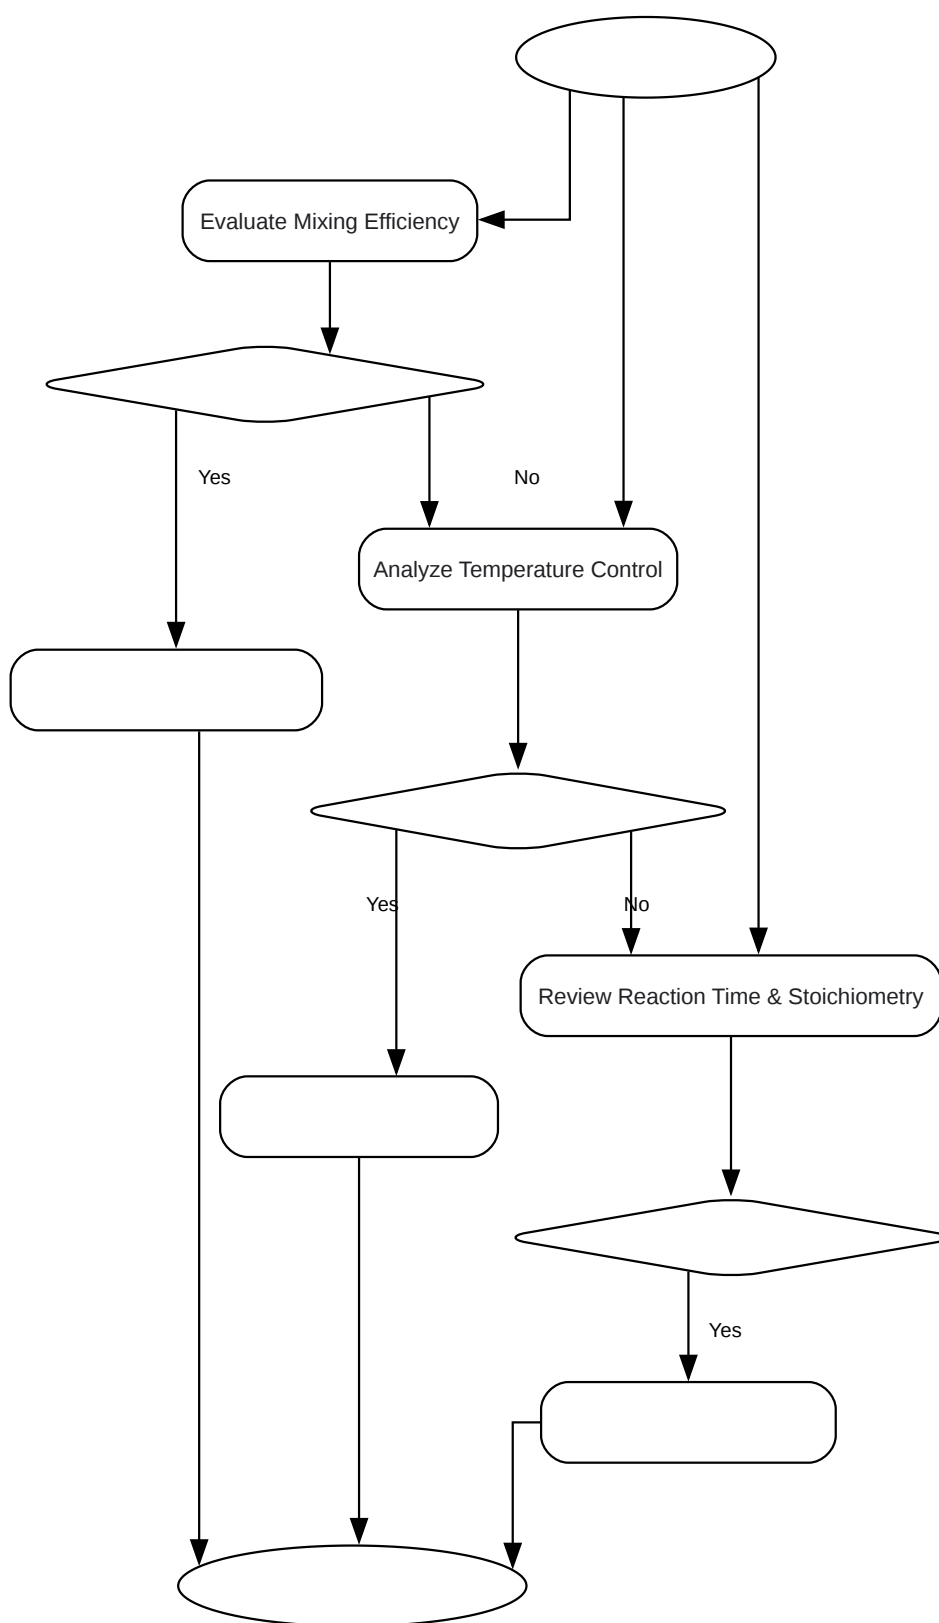 Evaluate Mixing Efficiency
Yes
No
Analyze Temperature Control
Yes
No
Review Reaction Time & Stoichiometry
Yes